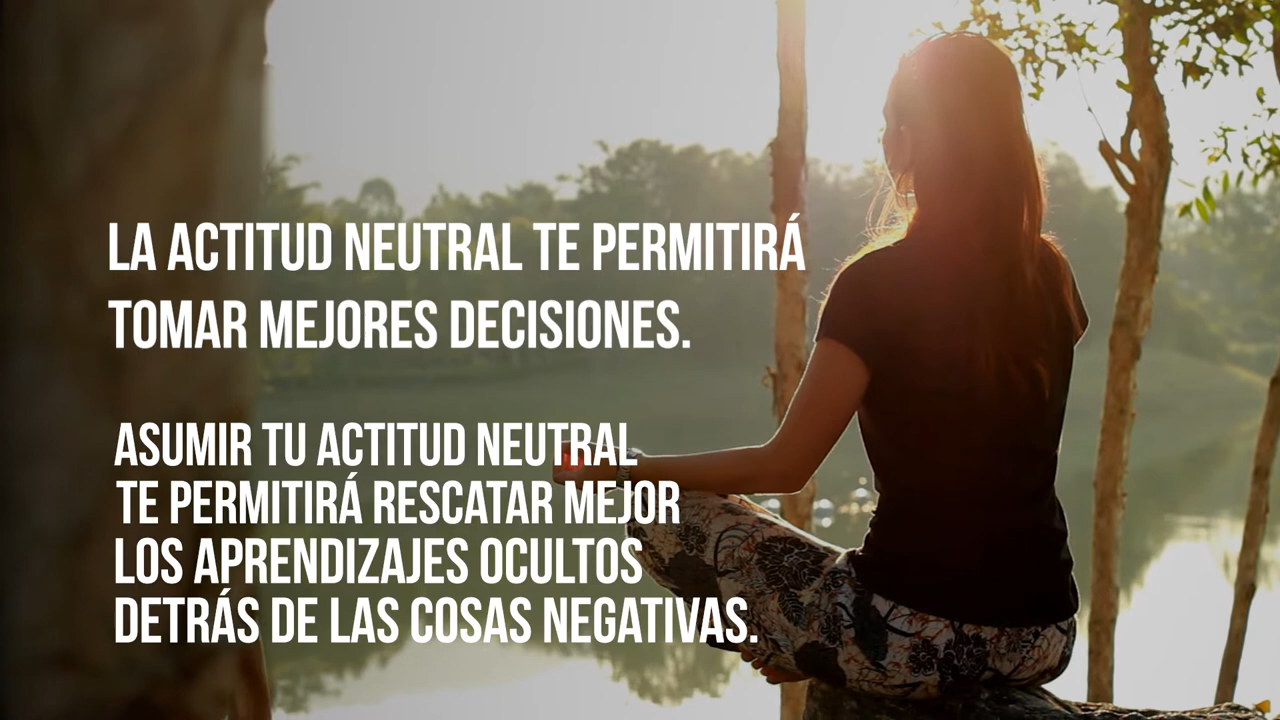 LA ACTITUD NEUTRAL TE PERMITIRÁ
TOMAR MEJORES DECISIONES.
ASUMIR TU ACTITUD NEUTRAL
TE PERMITIRÁ RESCATAR MEJOR
LOS APRENDIZAJES OCULTOS
DETRÁS DE LAS COSAS NEGATIVAS.